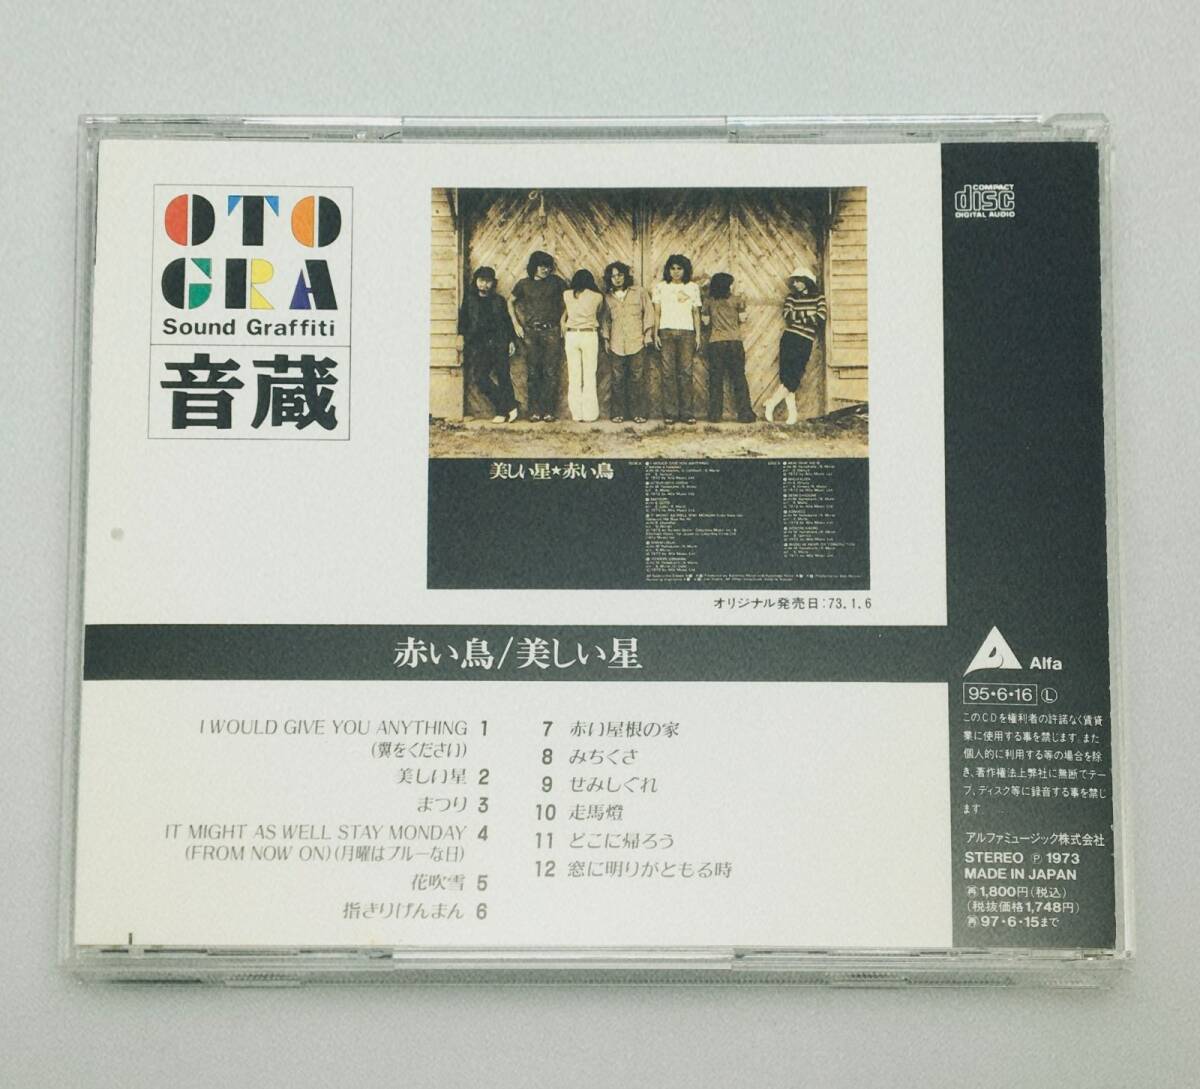 OTO
GRA
Sound Graffiti
音蔵
美しい星★赤い鳥
オリジナル発売日:73.1.6
赤い鳥/美しい星
I WOULD GIVE YOU ANYTHING 1
(翼をください)
美しい星 2
まつり 3
IT MIGHT AS WELL STAY MONDAY 4
(FROM NOW ON)(月曜はブルーな日)
花吹雪 5
指きりげんまん 6
7 赤い屋根の家
8 みちくさ
9 せみしぐれ
10 走馬燈
11 どこに帰ろう
12 窓に明りがともる時
COMPACT
disc
DIGITAL AUDIO
Alfa
95・6・16 Ⓛ
このCDを権利者の許諾なく賃貸
業に使用する事を禁じます。また
個人的に利用する等の場合を除
き、著作権法上弊社に無断でテー
プ、ディスク等に録音する事を禁じ
ます。
アルファミュージック株式会社
STEREO Ⓟ 1973
MADE IN JAPAN
再 1,800円(税込)
(税抜価格1,748円)
再 97・6・15まで